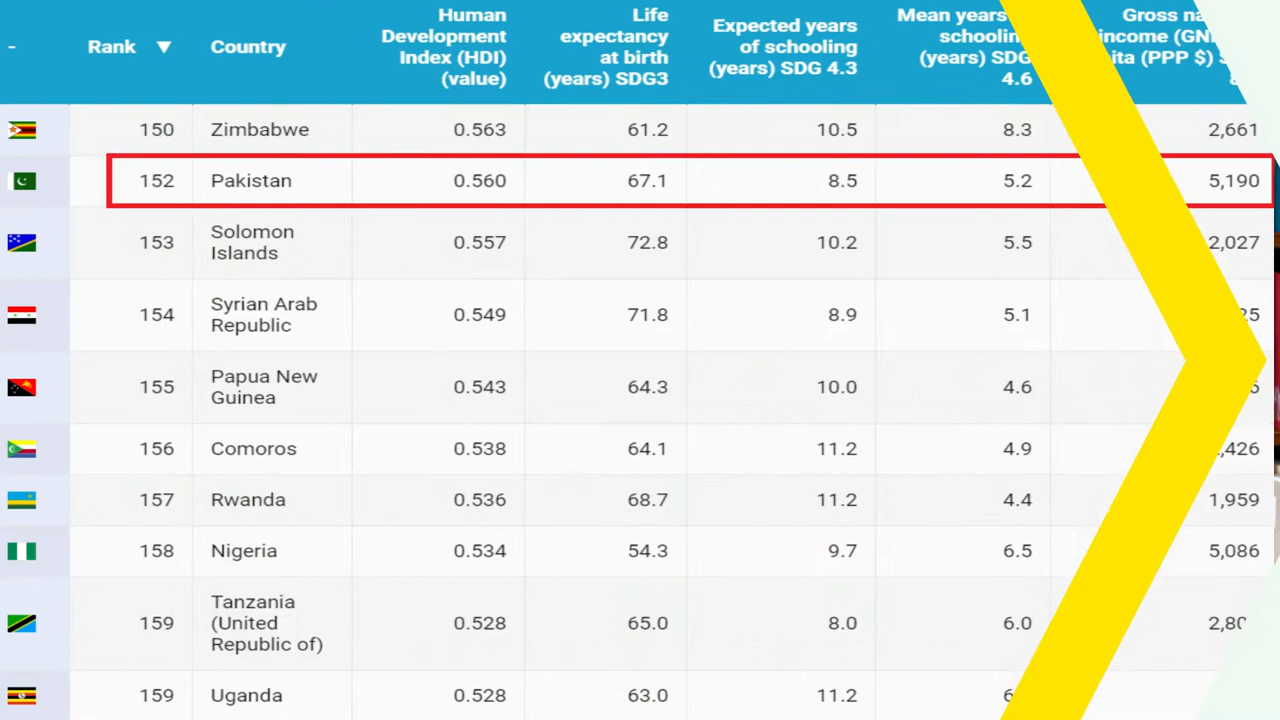 - Rank ▼ Country Human Development Index (HDI) (value) Life expectancy at birth (years) SDG3 Expected years of schooling (years) SDG 4.3 Mean years schooling (years) SDG 4.6 Gross income (PPP $)
150 Zimbabwe 0.563 61.2 10.5 8.3 2,661
152 Pakistan 0.560 67.1 8.5 5.2 5,190
153 Solomon Islands 0.557 72.8 10.2 5.5 2,027
154 Syrian Arab Republic 0.549 71.8 8.9 5.1
155 Papua New Guinea 0.543 64.3 10.0 4.6
156 Comoros 0.538 64.1 11.2 4.9
157 Rwanda 0.536 68.7 11.2 4.4 1,959
158 Nigeria 0.534 54.3 9.7 6.5 5,086
159 Tanzania (United Republic of) 0.528 65.0 8.0 6.0
159 Uganda 0.528 63.0 11.2